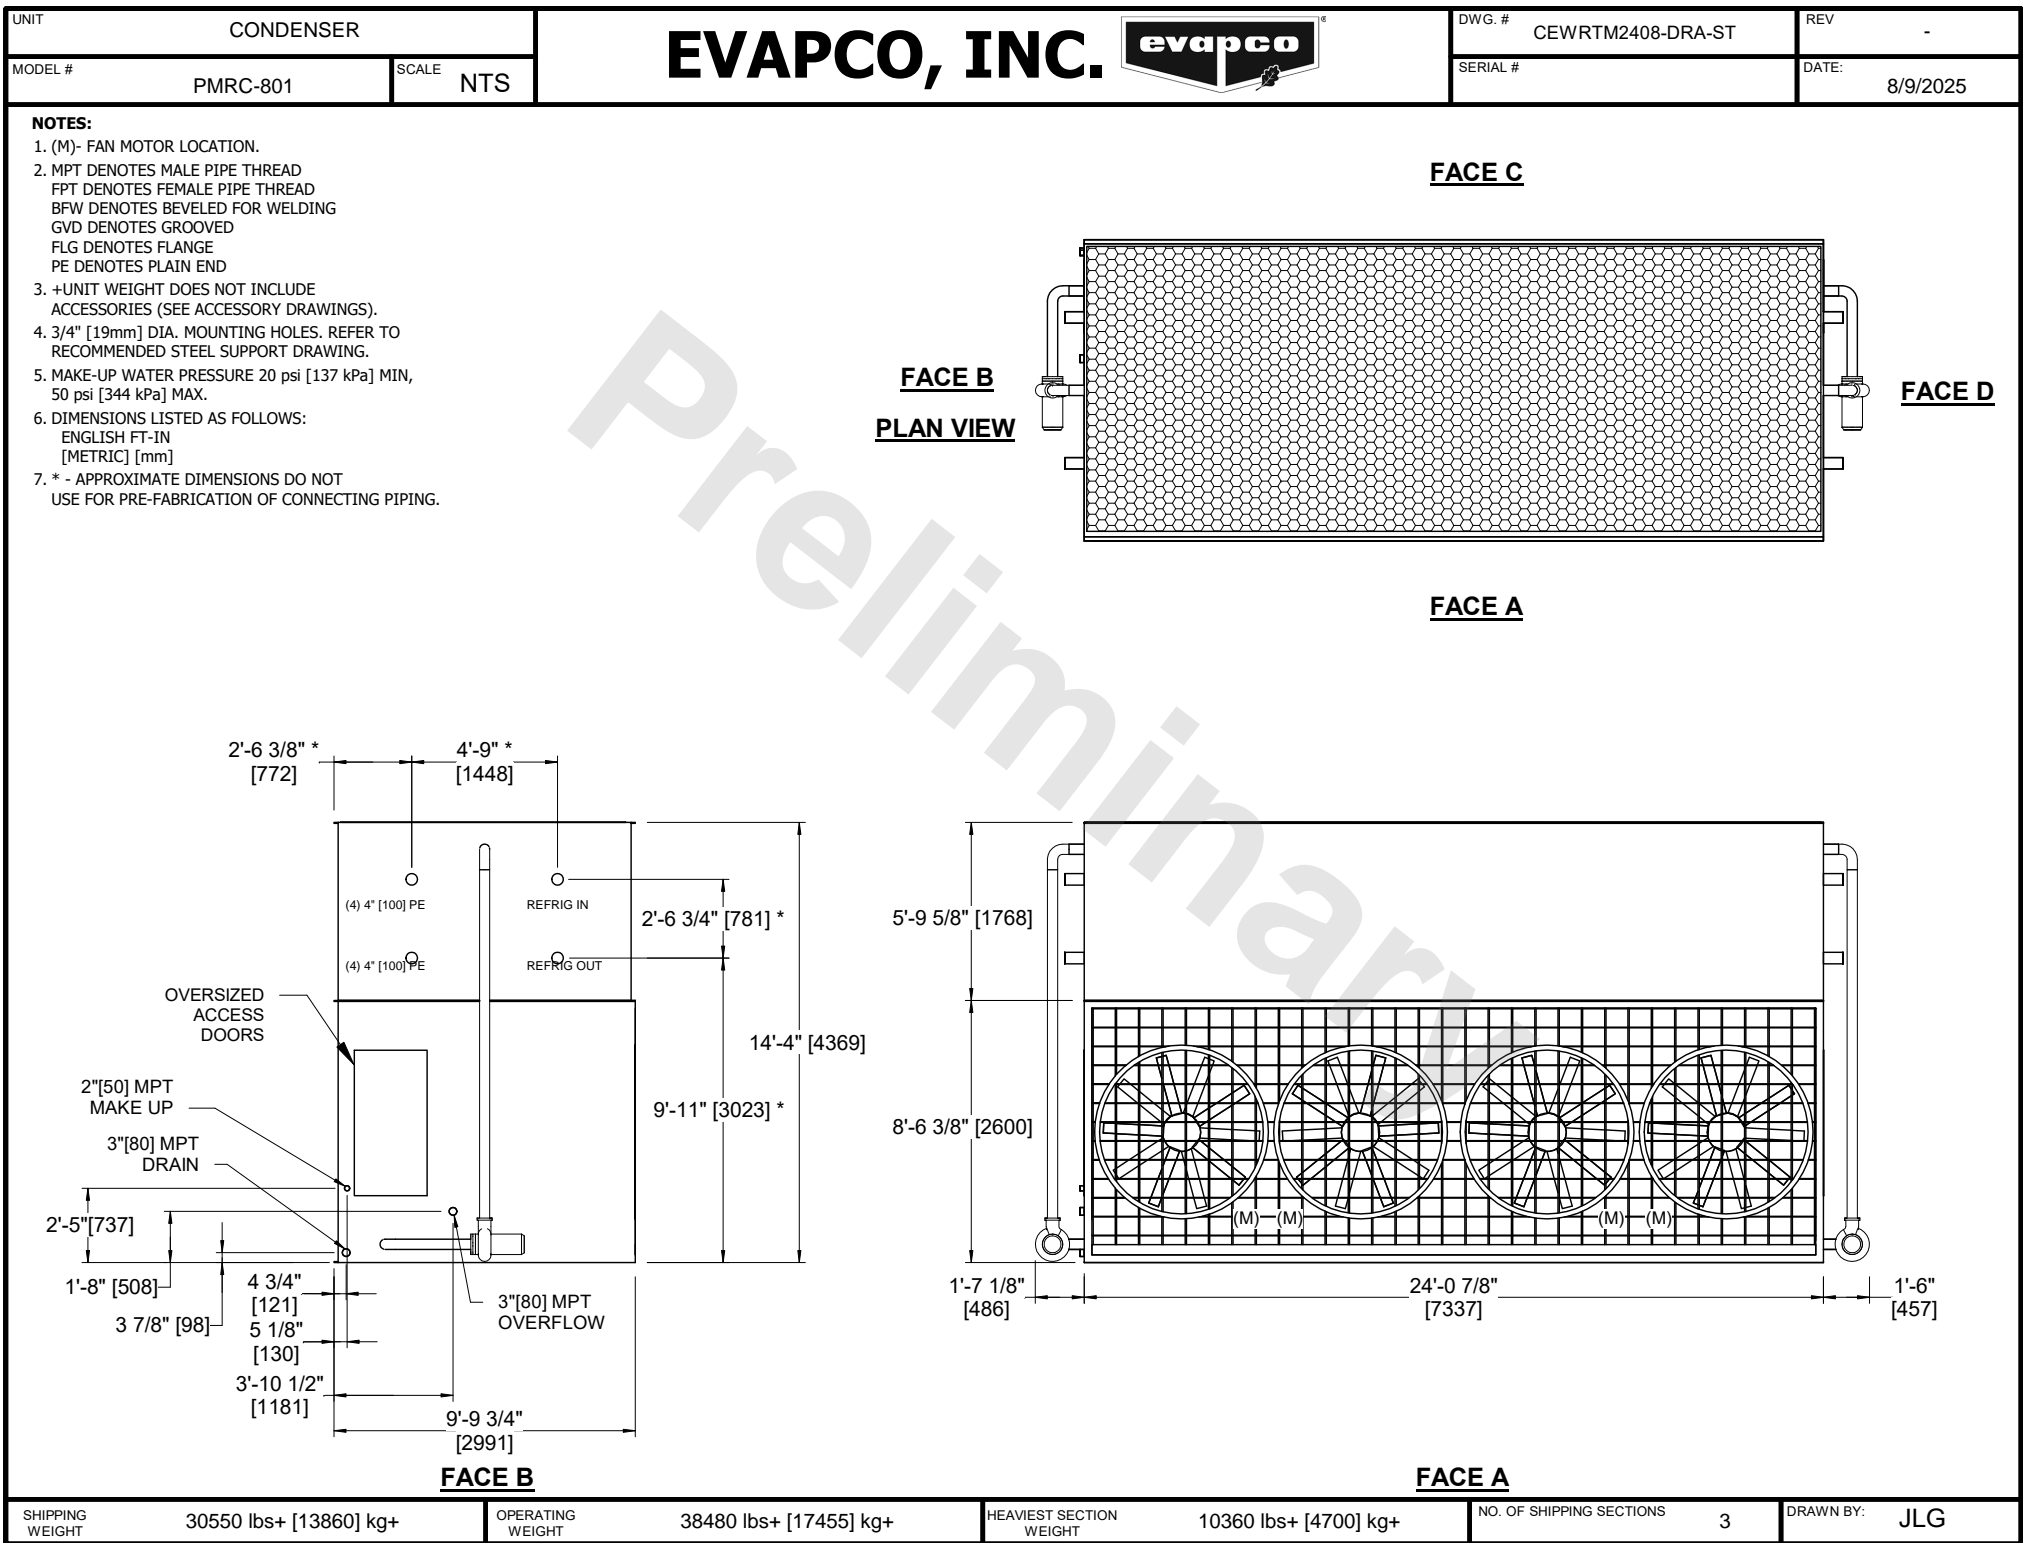 UNIT
CONDENSER
MODEL #
PMRC-801
SCALE
NTS
EVAPCO, INC.
evapco
®
DWG. #
CEWRTM2408-DRA-ST
REV
-
SERIAL #
DATE:
8/9/2025
NOTES:
1. (M)- FAN MOTOR LOCATION.
2. MPT DENOTES MALE PIPE THREAD
FPT DENOTES FEMALE PIPE THREAD
BFW DENOTES BEVELED FOR WELDING
GVD DENOTES GROOVED
FLG DENOTES FLANGE
PE DENOTES PLAIN END
3. +UNIT WEIGHT DOES NOT INCLUDE
ACCESSORIES (SEE ACCESSORY DRAWINGS).
4. 3/4" [19mm] DIA. MOUNTING HOLES. REFER TO
RECOMMENDED STEEL SUPPORT DRAWING.
5. MAKE-UP WATER PRESSURE 20 psi [137 kPa] MIN,
50 psi [344 kPa] MAX.
6. DIMENSIONS LISTED AS FOLLOWS:
ENGLISH FT-IN
[METRIC] [mm]
7. * - APPROXIMATE DIMENSIONS DO NOT
USE FOR PRE-FABRICATION OF CONNECTING PIPING.
Preliminary
FACE C
FACE B
PLAN VIEW
FACE D
FACE A
2'-6 3/8" *
[772]
4'-9" *
[1448]
(4) 4" [100] PE
REFRIG IN
2'-6 3/4" [781] *
(4) 4" [100] PE
REFRIG OUT
OVERSIZED
ACCESS
DOORS
14'-4" [4369]
2"[50] MPT
MAKE UP
9'-11" [3023] *
3"[80] MPT
DRAIN
2'-5"[737]
1'-8" [508]
3 7/8" [98]
4 3/4"
[121]
5 1/8"
[130]
3"[80] MPT
OVERFLOW
3'-10 1/2"
[1181]
9'-9 3/4"
[2991]
FACE B
5'-9 5/8" [1768]
8'-6 3/8" [2600]
(M)
(M)
(M)
(M)
1'-7 1/8"
[486]
24'-0 7/8"
[7337]
1'-6"
[457]
FACE A
SHIPPING
WEIGHT
30550 lbs+ [13860] kg+
OPERATING
WEIGHT
38480 lbs+ [17455] kg+
HEAVIEST SECTION
WEIGHT
10360 lbs+ [4700] kg+
NO. OF SHIPPING SECTIONS
3
DRAWN BY:
JLG